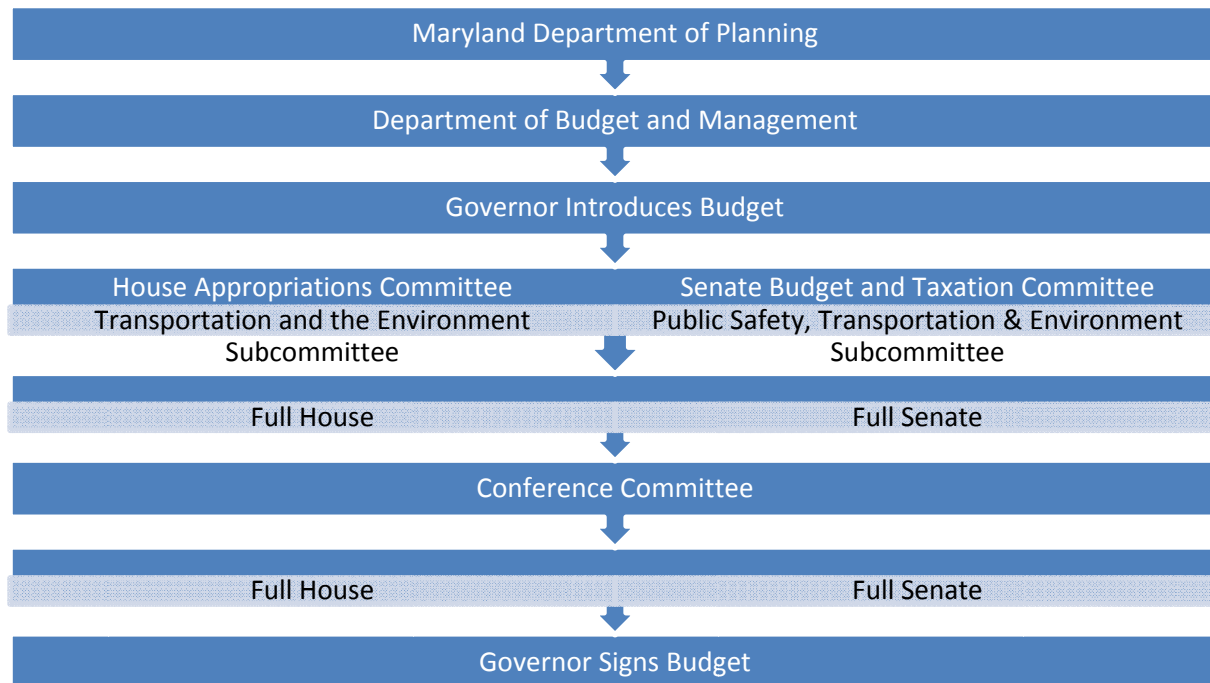 Maryland Department of Planning
Department of Budget and Management
Governor Introduces Budget
House Appropriations Committee
Transportation and the Environment
Subcommittee
Senate Budget and Taxation Committee
Public Safety, Transportation & Environment
Subcommittee
Full House
Full Senate
Conference Committee
Full House
Full Senate
Governor Signs Budget